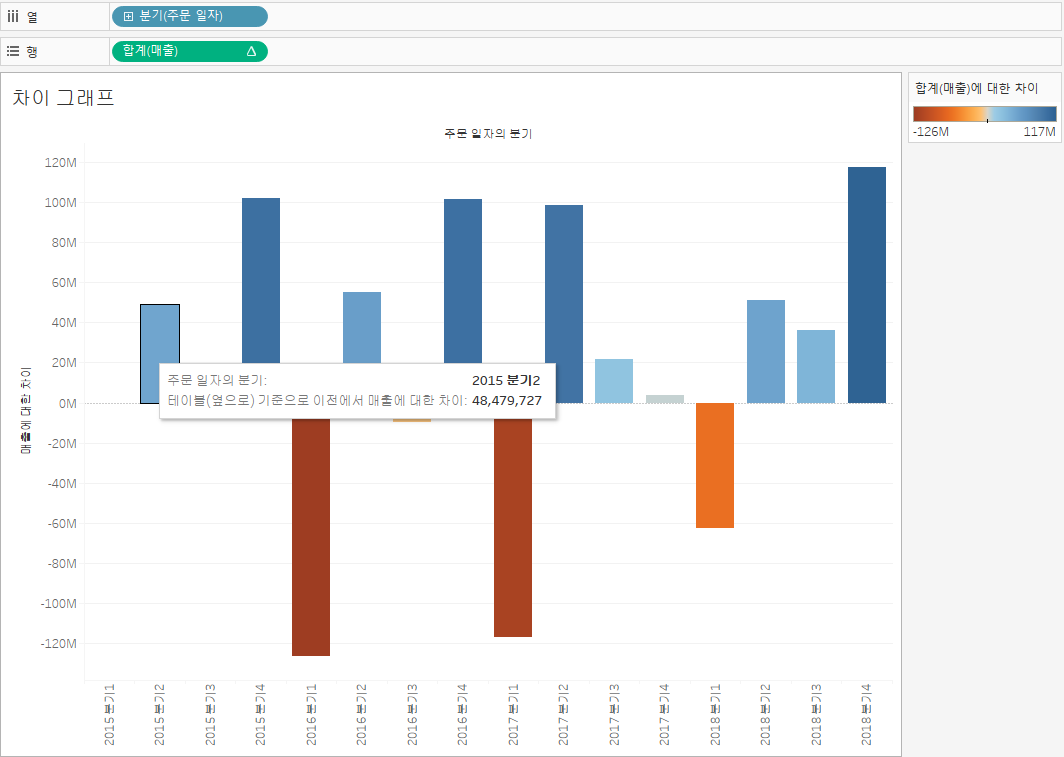 열
분기(주문 일자)
행
합계(매출)
차이 그래프
합계(매출)에 대한 차이
-126M 117M
주문 일자의 분기
매출에 대한 차이
120M
100M
80M
60M
40M
20M
0M
-20M
-40M
-60M
-80M
-100M
-120M
주문 일자의 분기: 2015 분기2
테이블(옆으로) 기준으로 이전에서 매출에 대한 차이: 48,479,727
2015 분기1
2015 분기2
2015 분기3
2015 분기4
2016 분기1
2016 분기2
2016 분기3
2016 분기4
2017 분기1
2017 분기2
2017 분기3
2017 분기4
2018 분기1
2018 분기2
2018 분기3
2018 분기4